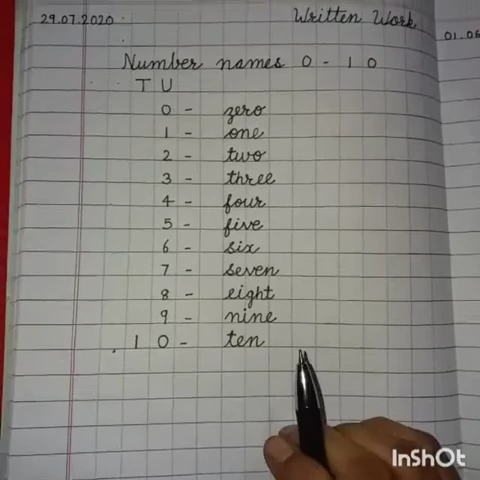 29.07.2020 Written Work
01.06
Number names 0 - 10
T U
0 - zero
1 - one
2 - two
3 - three
4 - four
5 - five
6 - six
7 - seven
8 - eight
9 - nine
10 - ten
InShOt